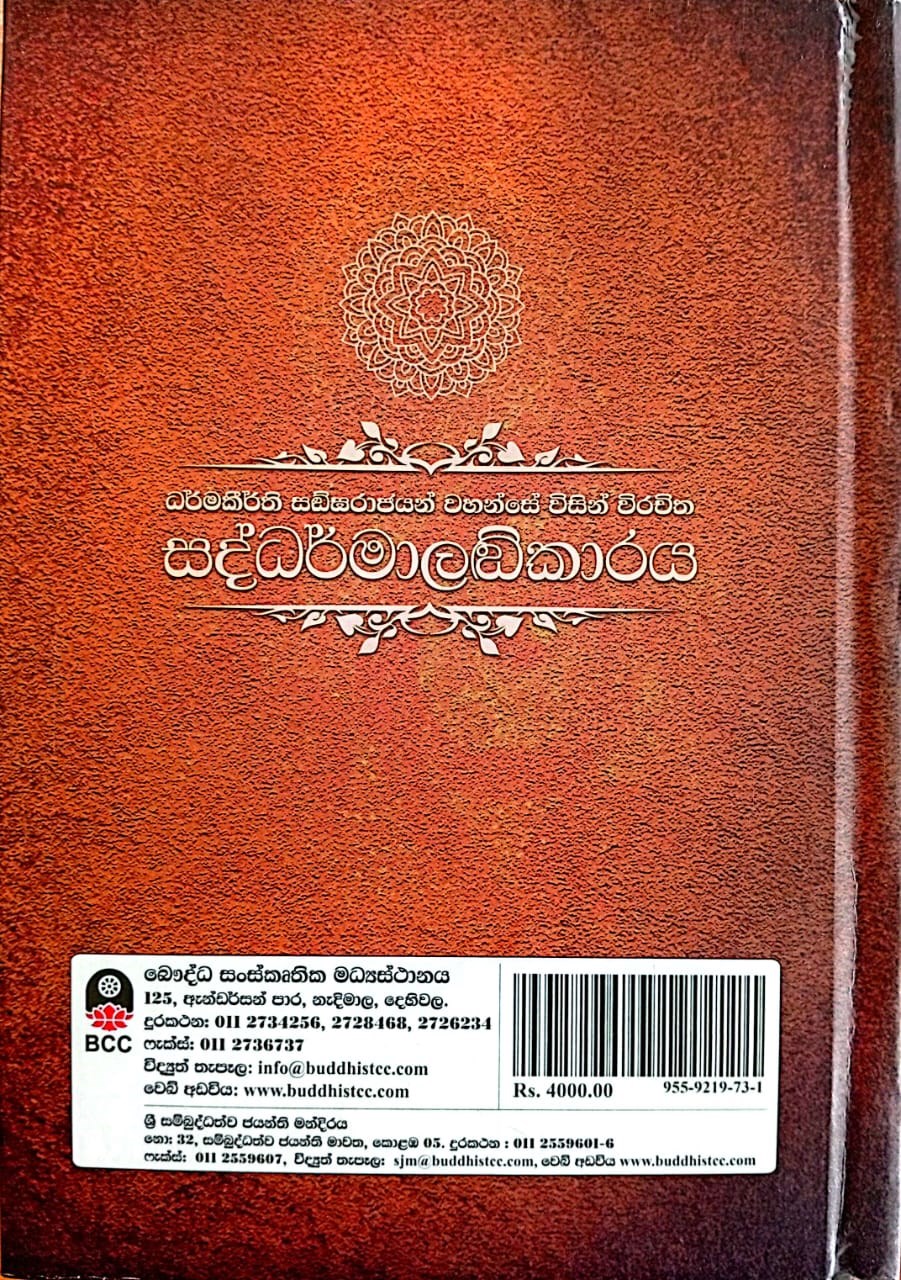 ධර්මකීර්ති සඞ්ඝරාජයන් වහන්සේ විසින් විරචිත
සද්ධර්මාලඞ්කාරය
BCC
බෞද්ධ සංස්කෘතික මධ්‍යස්ථානය
125, ඇන්ඩර්සන් පාර, නැදිමාල, දෙහිවල.
දුරකථන: 011 2734256, 2728468, 2726234
ෆැක්ස්: 011 2736737
විද්‍යුත් තැපෑල: info@buddhistcc.com
වෙබ් අඩවිය: www.buddhistcc.com
Rs. 4000.00
955-9219-73-1
ශ්‍රී සම්බුද්ධත්ව ජයන්ති මන්දිරය
නො: 32, සම්බුද්ධත්ව ජයන්ති මාවත, කොළඹ 05. දුරකථන : 011 2559601-6
ෆැක්ස්: 011 2559607, විද්‍යුත් තැපෑල: sjm@buddhistcc.com, වෙබ් අඩවිය www.buddhistcc.com